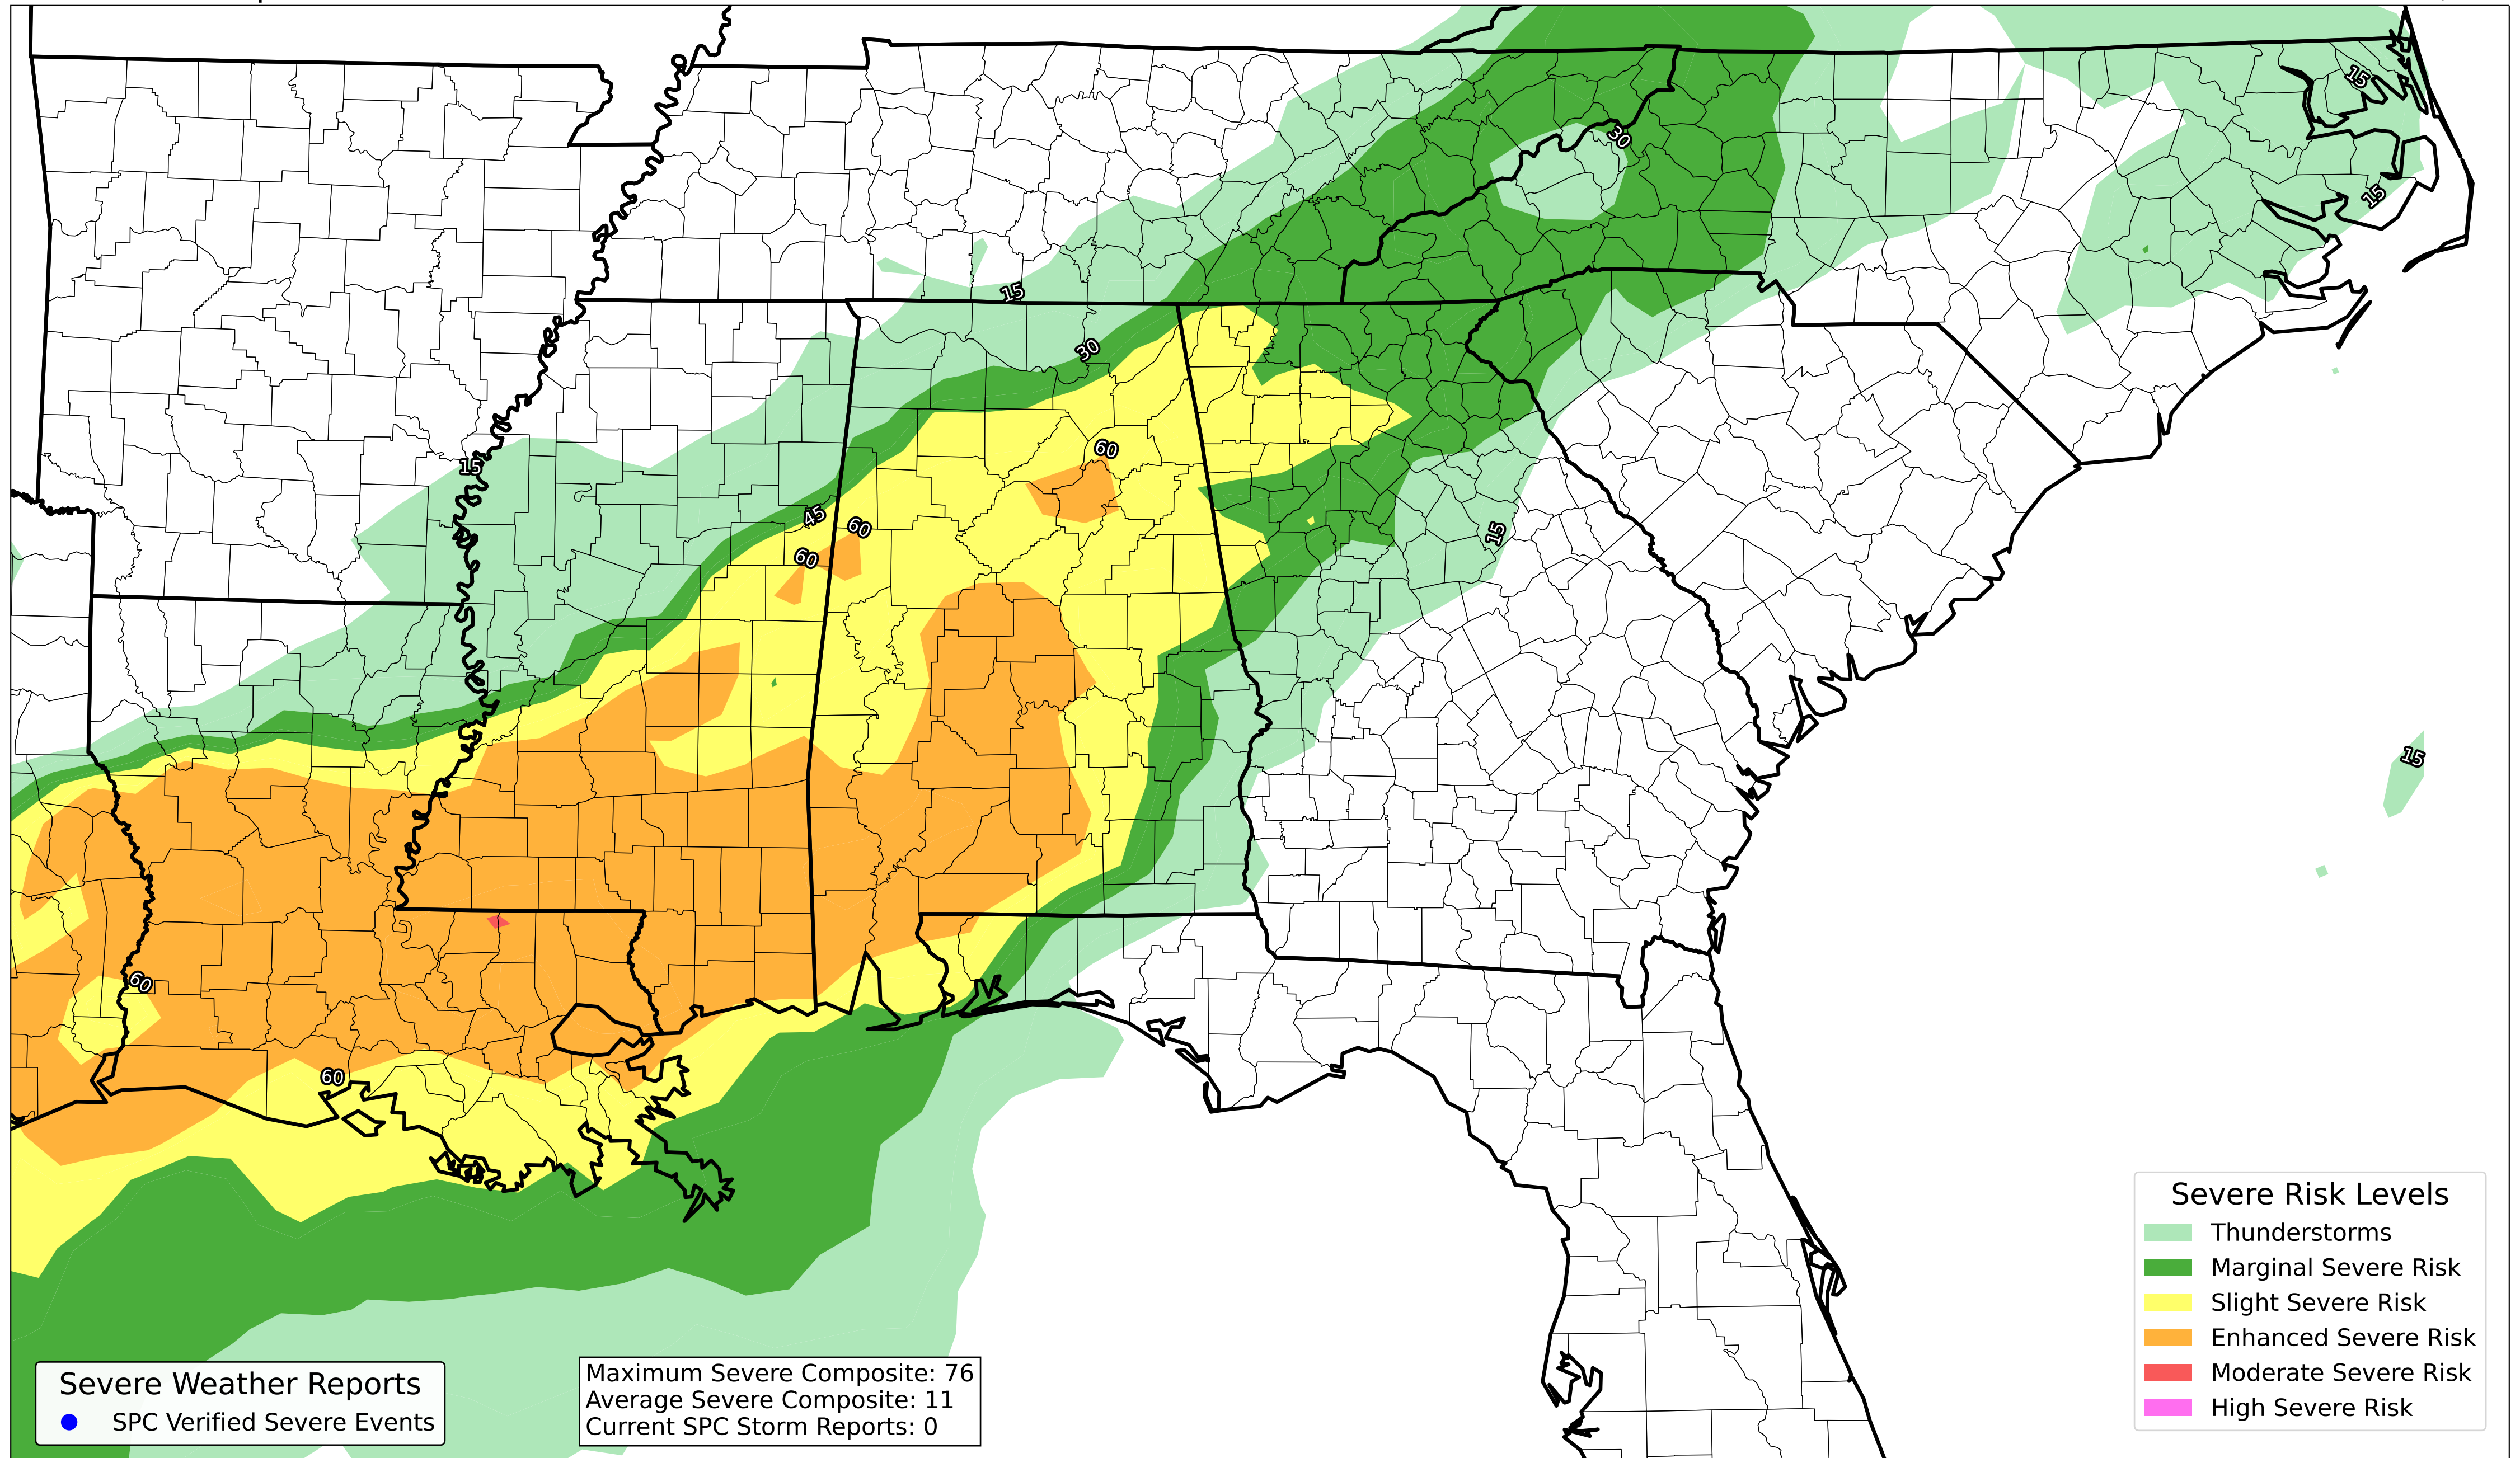 15
15
30
15
30
60
15
45
60
60
15
15
60
60
Severe Risk Levels
Thunderstorms
Marginal Severe Risk
Slight Severe Risk
Enhanced Severe Risk
Moderate Severe Risk
High Severe Risk
Severe Weather Reports
SPC Verified Severe Events
Maximum Severe Composite: 76
Average Severe Composite: 11
Current SPC Storm Reports: 0